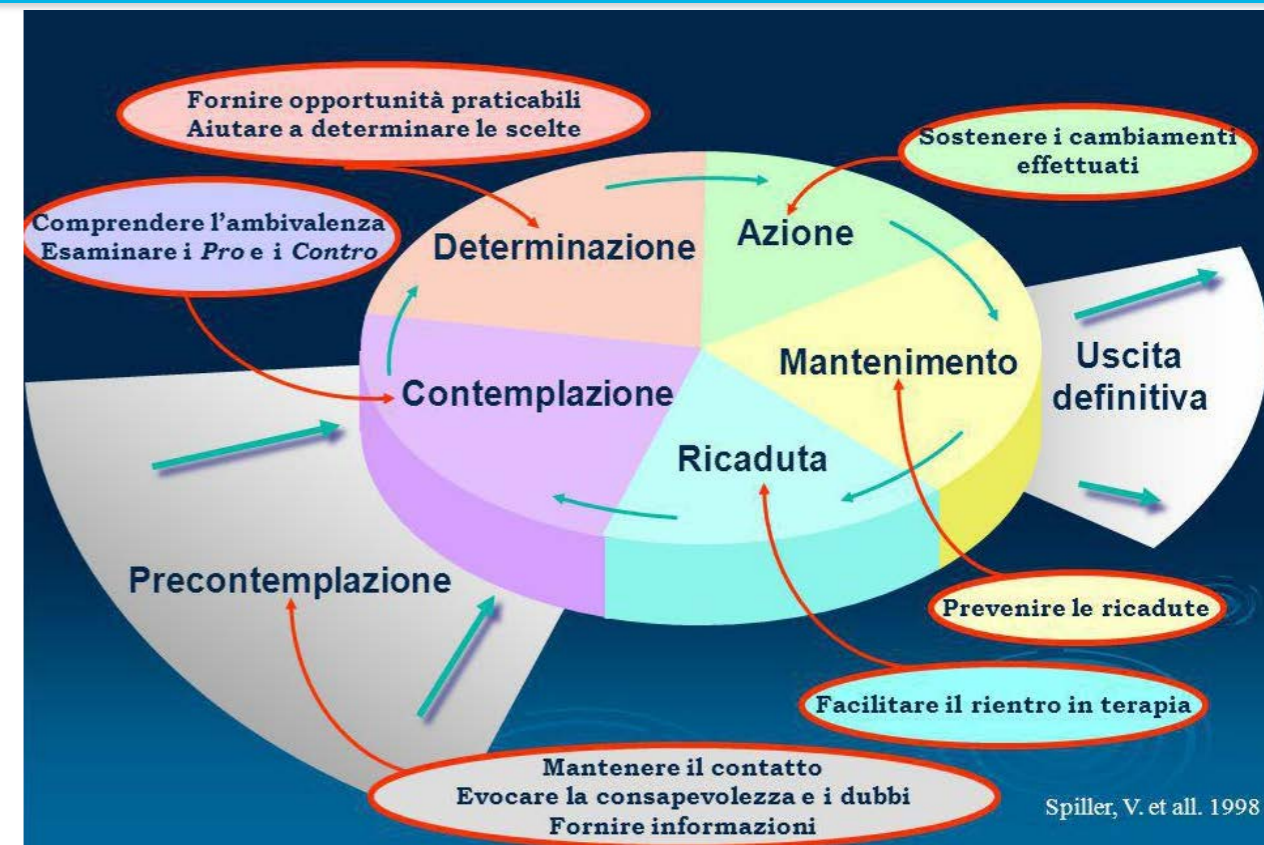 Fornire opportunità praticabili
Aiutare a determinare le scelte
Sostenere i cambiamenti
effettuati
Comprendere l'ambivalenza
Esaminare i Pro e i Contro
Determinazione
Azione
Contemplazione
Mantenimento
Uscita
definitiva
Ricaduta
Precontemplazione
Prevenire le ricadute
Facilitare il rientro in terapia
Mantenere il contatto
Evocare la consapevolezza e i dubbi
Fornire informazioni
Spiller, V. et all. 1998